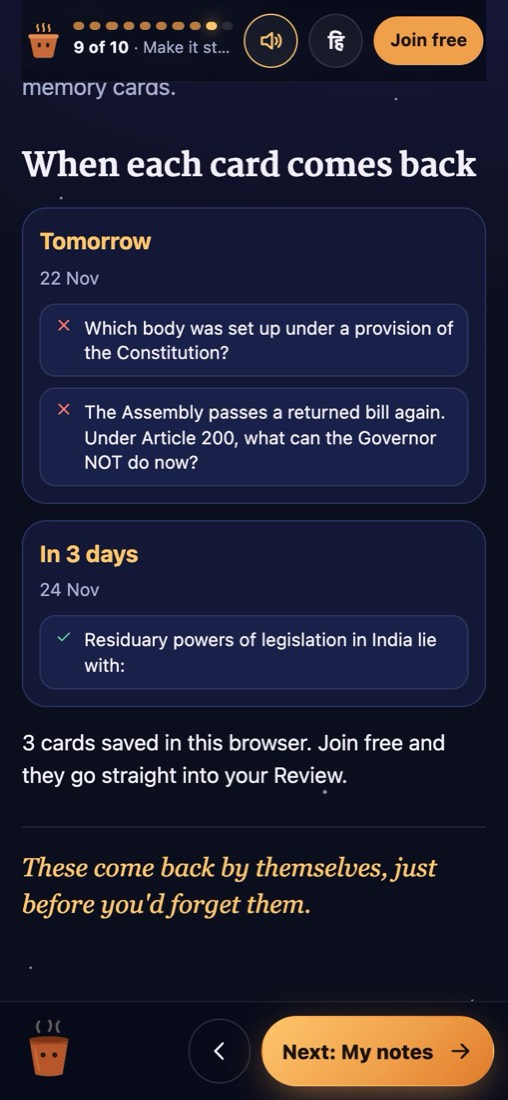 9 of 10 · Make it st...
हि
Join free
memory cards.
When each card comes back
Tomorrow
22 Nov
Which body was set up under a provision of
the Constitution?
The Assembly passes a returned bill again.
Under Article 200, what can the Governor
NOT do now?
In 3 days
24 Nov
Residuary powers of legislation in India lie
with:
3 cards saved in this browser. Join free and
they go straight into your Review.
These come back by themselves, just
before you'd forget them.
Next: My notes